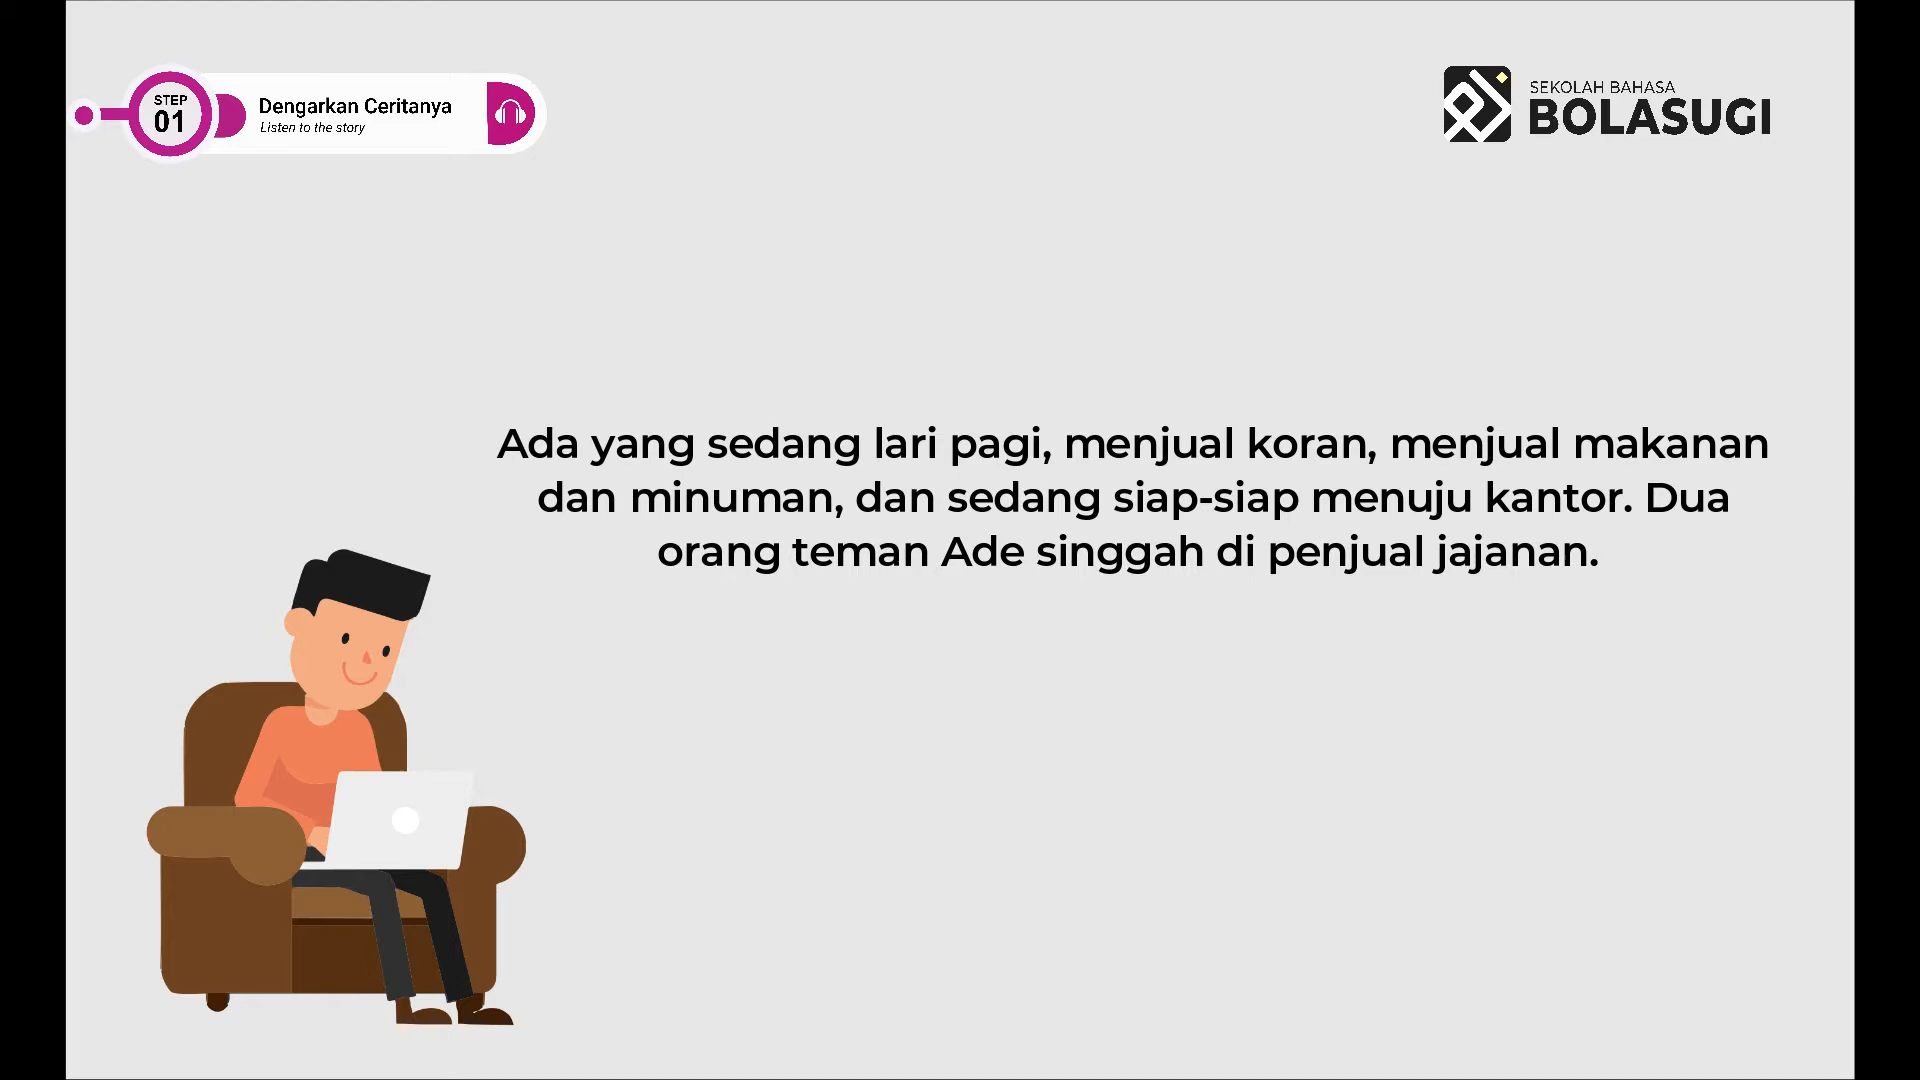 STEP
01
Dengarkan Ceritanya
Listen to the story
SEKOLAH BAHASA
BOLASUGI
Ada yang sedang lari pagi, menjual koran, menjual makanan
dan minuman, dan sedang siap-siap menuju kantor. Dua
orang teman Ade singgah di penjual jajanan.